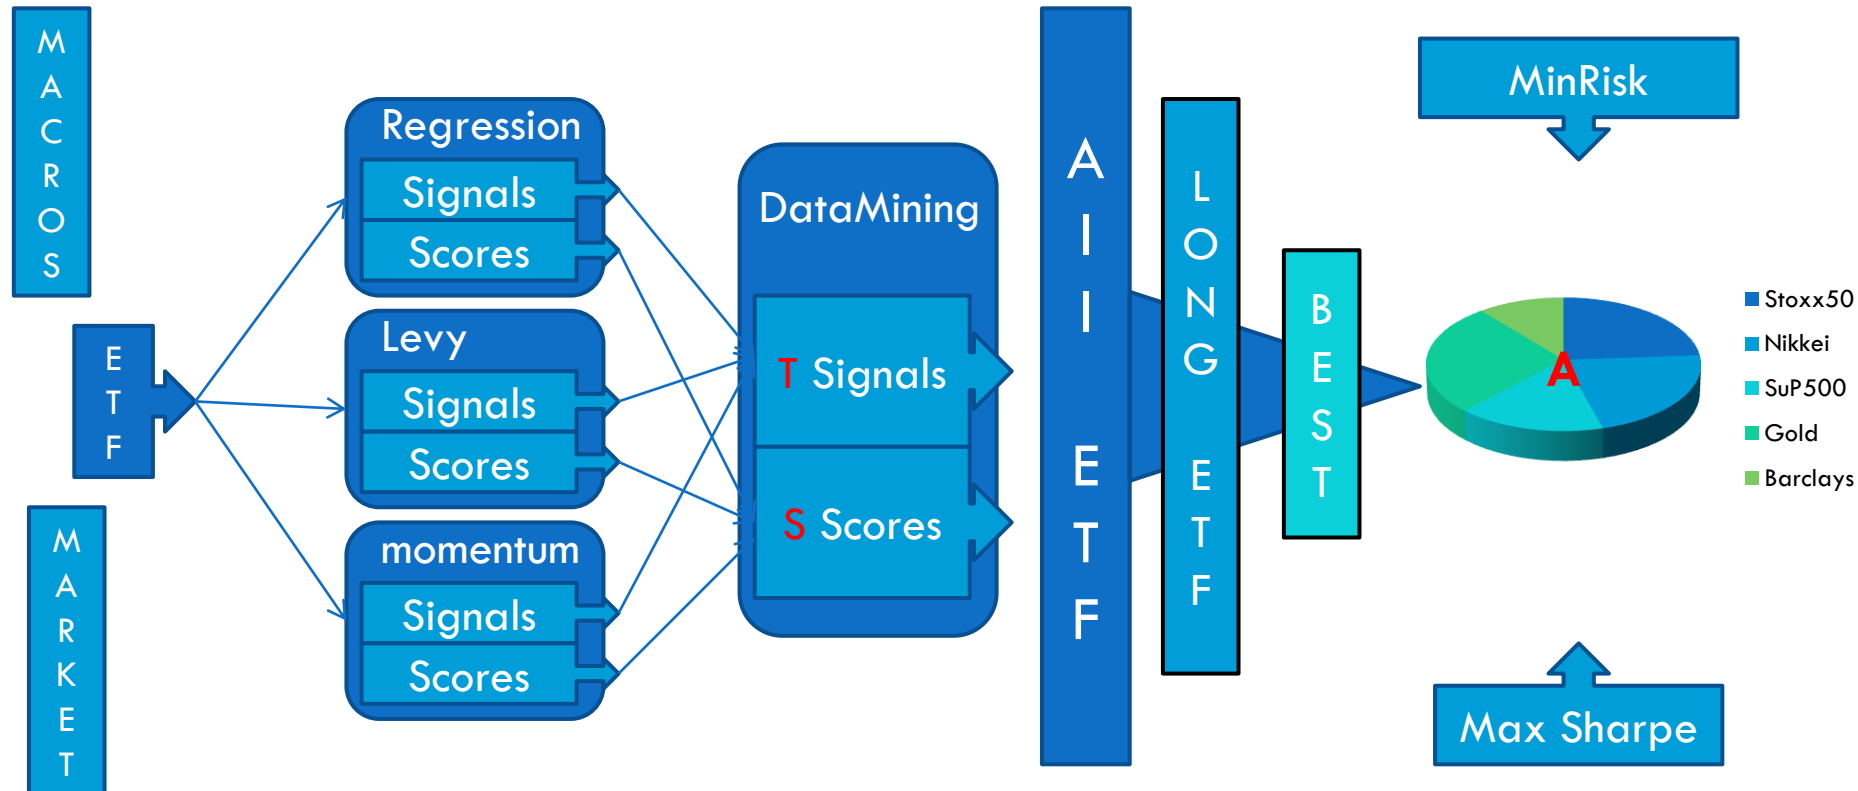 MACROS
ETF
MARKET
Regression
Signals
Scores
Levy
Signals
Scores
momentum
Signals
Scores
DataMining
T Signals
S Scores
All ETF
LONG ETF
BEST
MinRisk
A
Stoxx50
Nikkei
SuP500
Gold
Barclays
Max Sharpe